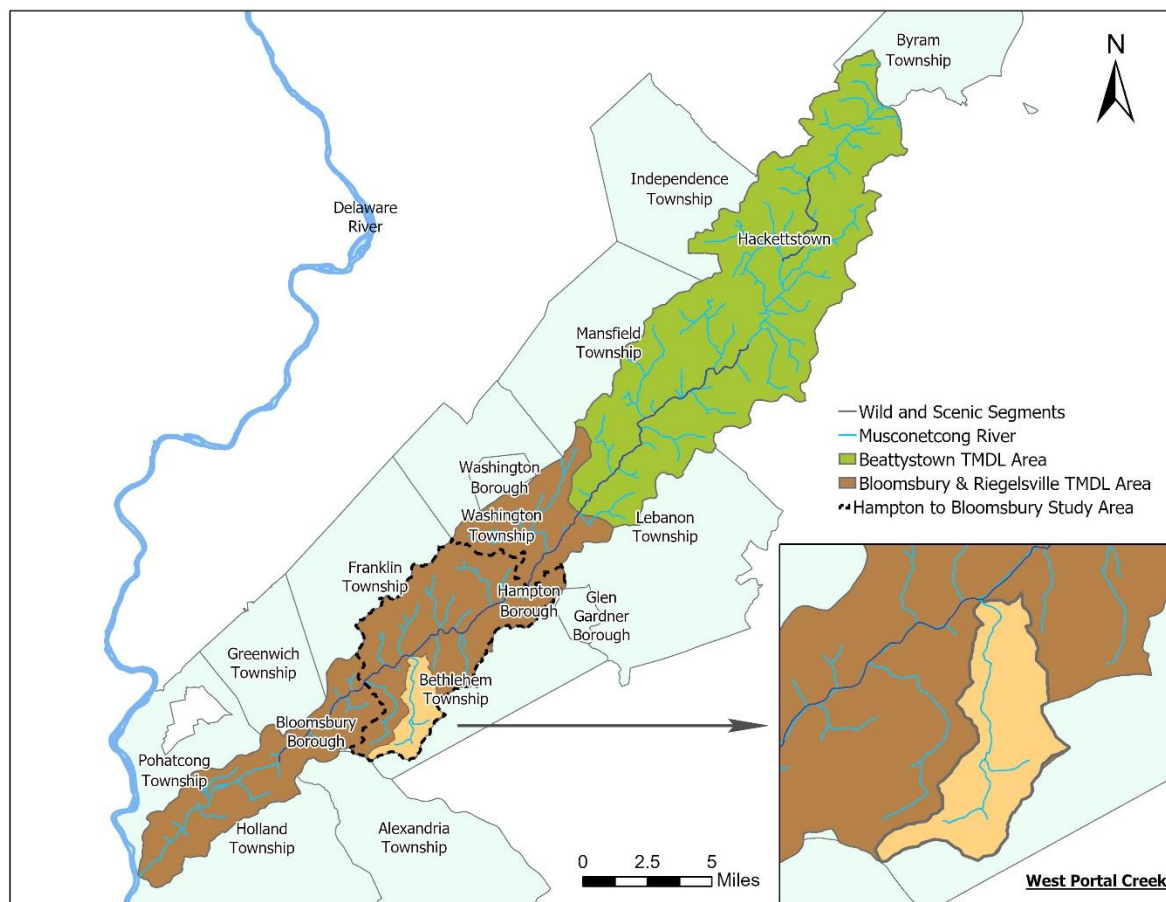 Byram
Township
N
Independence
Township
Delaware
River
Hackettstown
Mansfield
Township
Wild and Scenic Segments
Musconetcong River
Beattystown TMDL Area
Bloomsbury & Riegelsville TMDL Area
Hampton to Bloomsbury Study Area
Washington
Borough
Washington
Township
Lebanon
Township
Franklin
Township
Hampton
Borough
Glen
Gardner
Borough
Greenwich
Township
Bethlehem
Township
Bloomsbury
Borough
Pohatcong
Township
Holland
Township
Alexandria
Township
0 2.5 5
Miles
West Portal Creek